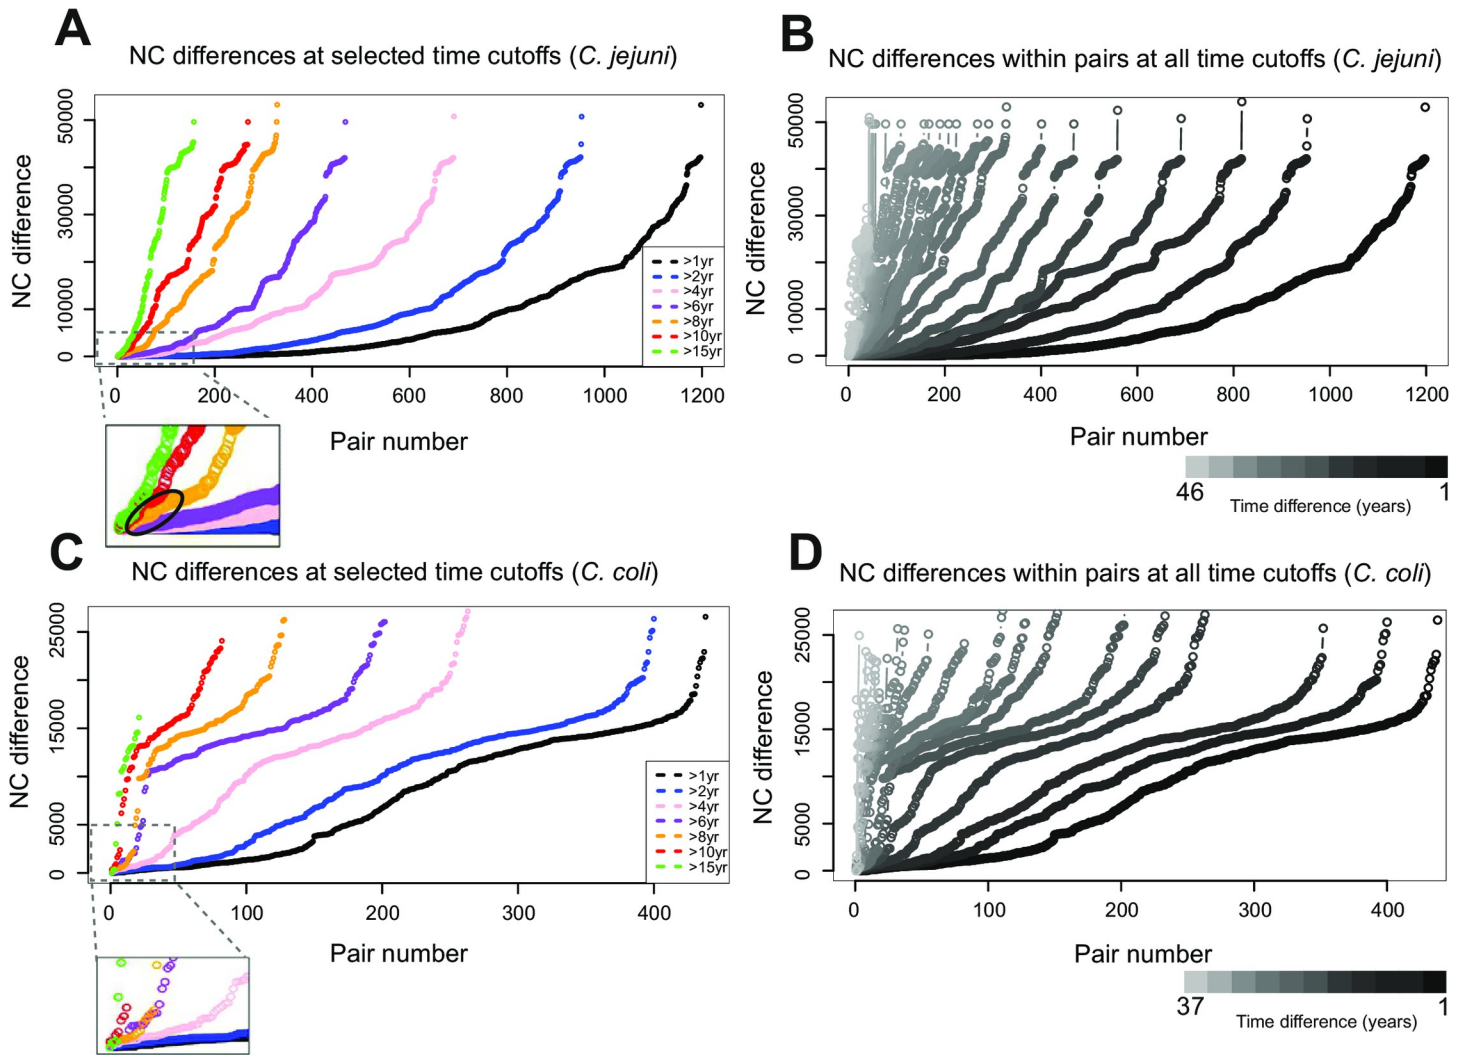 A
NC differences at selected time cutoffs (C. jejuni)
NC difference
50000
30000
10000
0
>1yr
>2yr
>4yr
>6yr
>8yr
>10yr
>15yr
0 200 400 600 800 1000 1200
Pair number
B
NC differences within pairs at all time cutoffs (C. jejuni)
NC difference
50000
30000
10000
0
0 200 400 600 800 1000 1200
Pair number
46 1
Time difference (years)
C
NC differences at selected time cutoffs (C. coli)
NC difference
25000
15000
5000
0
>1yr
>2yr
>4yr
>6yr
>8yr
>10yr
>15yr
0 100 200 300 400
Pair number
D
NC differences within pairs at all time cutoffs (C. coli)
NC difference
25000
15000
5000
0
0 100 200 300 400
Pair number
37 1
Time difference (years)